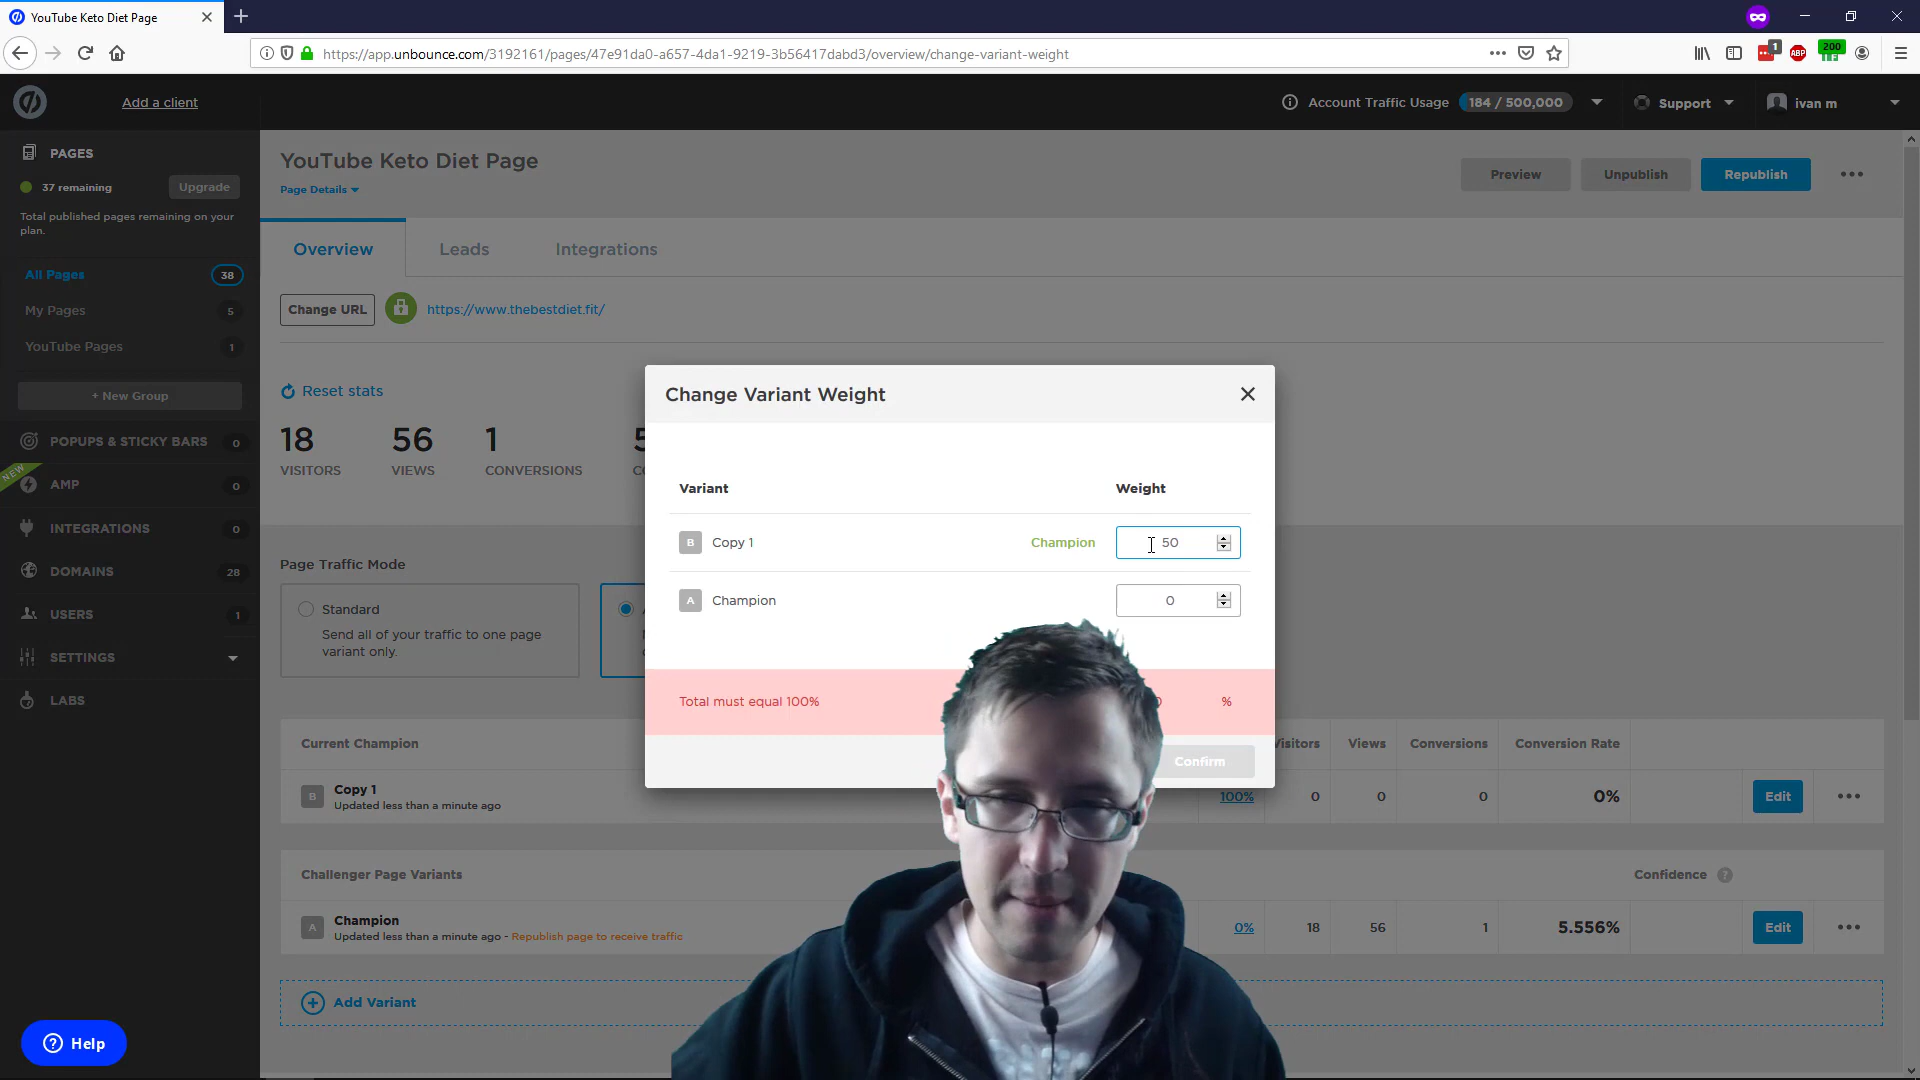 YouTube Keto Diet Page
https://app.unbounce.com/3192161/pages/47e91da0-a657-4da1-9219-3b56417dabd3/overview/change-variant-weight
1
ABP
200
Add a client
Account Traffic Usage
184 / 500,000
Support
ivan m
PAGES
37 remaining
Upgrade
Total published pages remaining on your
plan.
All Pages 38
My Pages 5
YouTube Pages 1
+ New Group
POPUPS & STICKY BARS 0
NEW
AMP 0
INTEGRATIONS 0
DOMAINS 28
USERS 1
SETTINGS
LABS
Help
YouTube Keto Diet Page
Page Details
Preview
Unpublish
Republish
Overview
Leads
Integrations
Change URL
https://www.thebestdiet.fit/
Reset stats
18
VISITORS
56
VIEWS
1
CONVERSIONS
Page Traffic Mode
Standard
Send all of your traffic to one page
variant only.
Change Variant Weight
Variant
Weight
B Copy 1 Champion 50
A Champion 0
Total must equal 100% %
Confirm
Current Champion Visitors Views Conversions Conversion Rate
B Copy 1 100% 0 0 0 0% Edit
Updated less than a minute ago
Challenger Page Variants Confidence ?
A Champion 0% 18 56 1 5.556% Edit
Updated less than a minute ago - Republish page to receive traffic
Add Variant